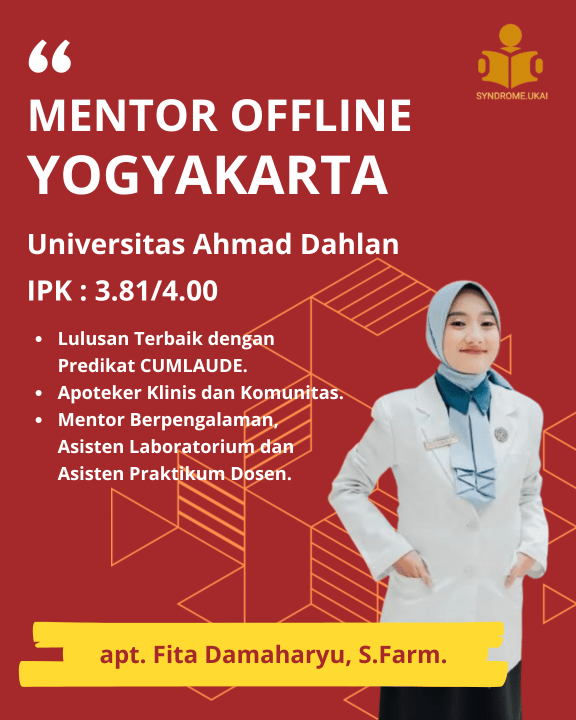 “
SYNDROME.UKAI
MENTOR OFFLINE
YOGYAKARTA
Universitas Ahmad Dahlan
IPK : 3.81/4.00
• Lulusan Terbaik dengan
Predikat CUMLAUDE.
• Apoteker Klinis dan Komunitas.
• Mentor Berpengalaman,
Asisten Laboratorium dan
Asisten Praktikum Dosen.
apt. Fita Damaharyu, S.Farm.